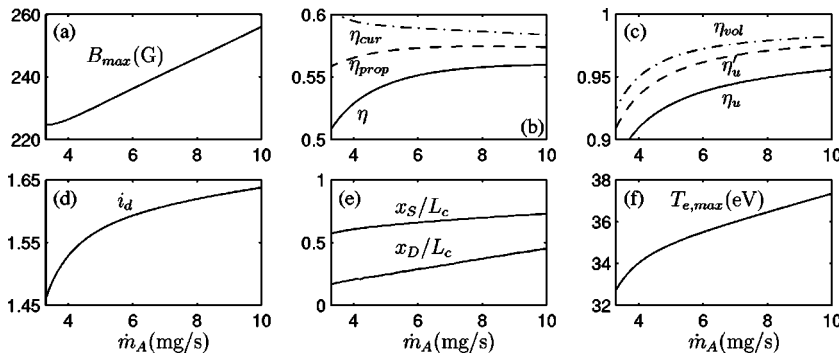 260
(a)
B_max(G)
240
220
4 6 8 10
0.6
η_cur
η_prop
0.55
η
(b)
0.5
4 6 8 10
1
(c)
η_vol
0.95
η′_u
η_u
0.9
4 6 8 10
1.65
(d)
i_d
1.55
1.45
4 6 8 10
ṁ_A(mg/s)
1
(e)
x_S/L_c
0.5
x_D/L_c
0
4 6 8 10
ṁ_A(mg/s)
38
(f)
T_e,max(eV)
36
34
32
4 6 8 10
ṁ_A(mg/s)